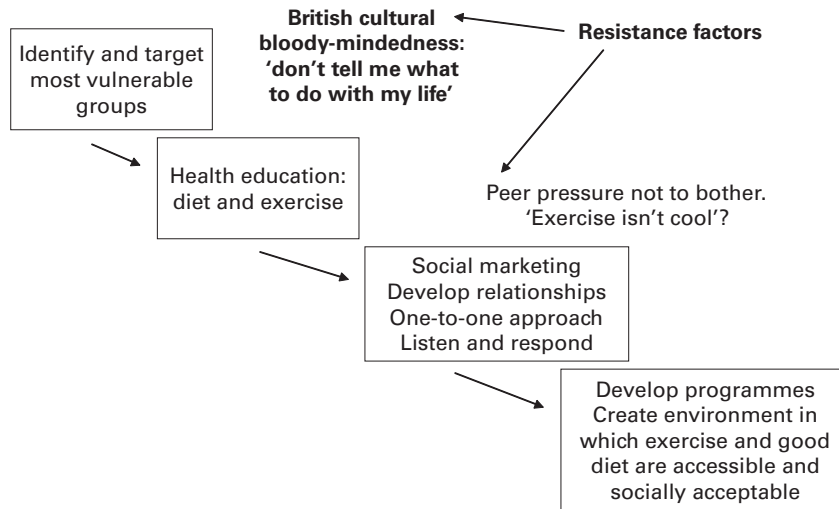 British cultural
bloody-mindedness:
‘don’t tell me what
to do with my life’
Resistance factors
Identify and target
most vulnerable
groups
Health education:
diet and exercise
Peer pressure not to bother.
‘Exercise isn’t cool’?
Social marketing
Develop relationships
One-to-one approach
Listen and respond
Develop programmes
Create environment in
which exercise and good
diet are accessible and
socially acceptable